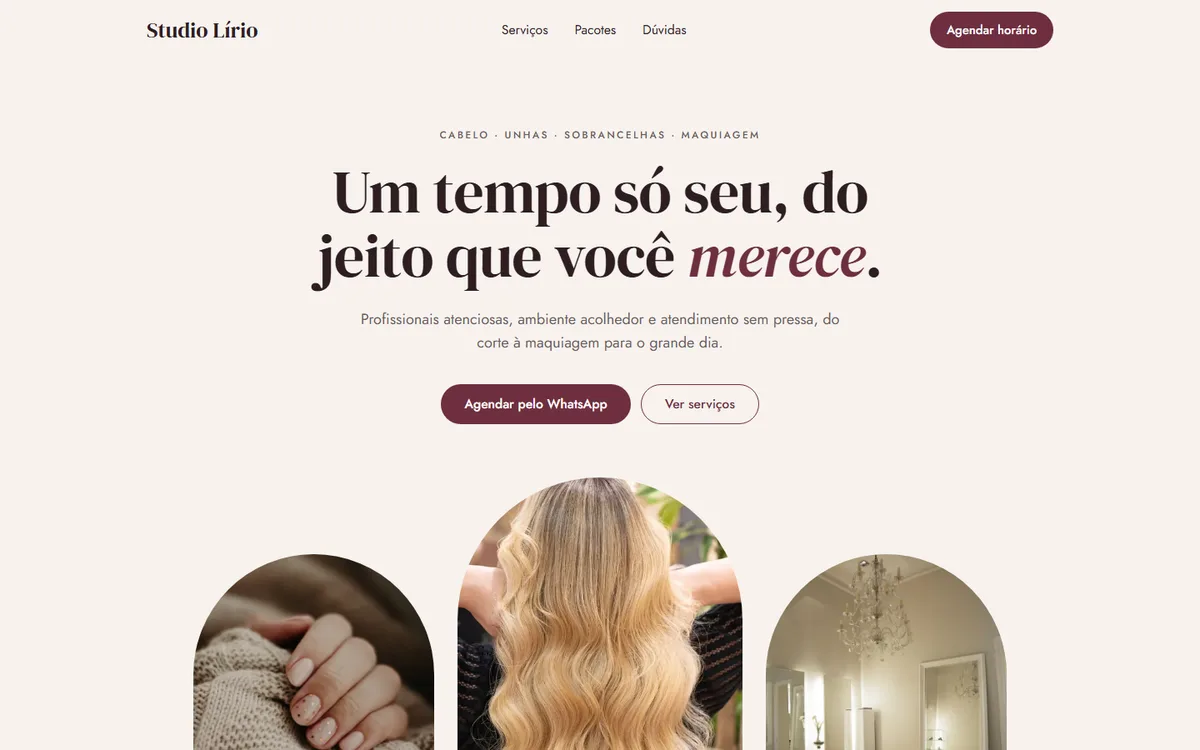 Studio Lírio
Serviços
Pacotes
Dúvidas
Agendar horário
CABELO · UNHAS · SOBRANCELHAS · MAQUIAGEM
Um tempo só seu, do
jeito que você merece.
Profissionais atenciosas, ambiente acolhedor e atendimento sem pressa, do
corte à maquiagem para o grande dia.
Agendar pelo WhatsApp
Ver serviços